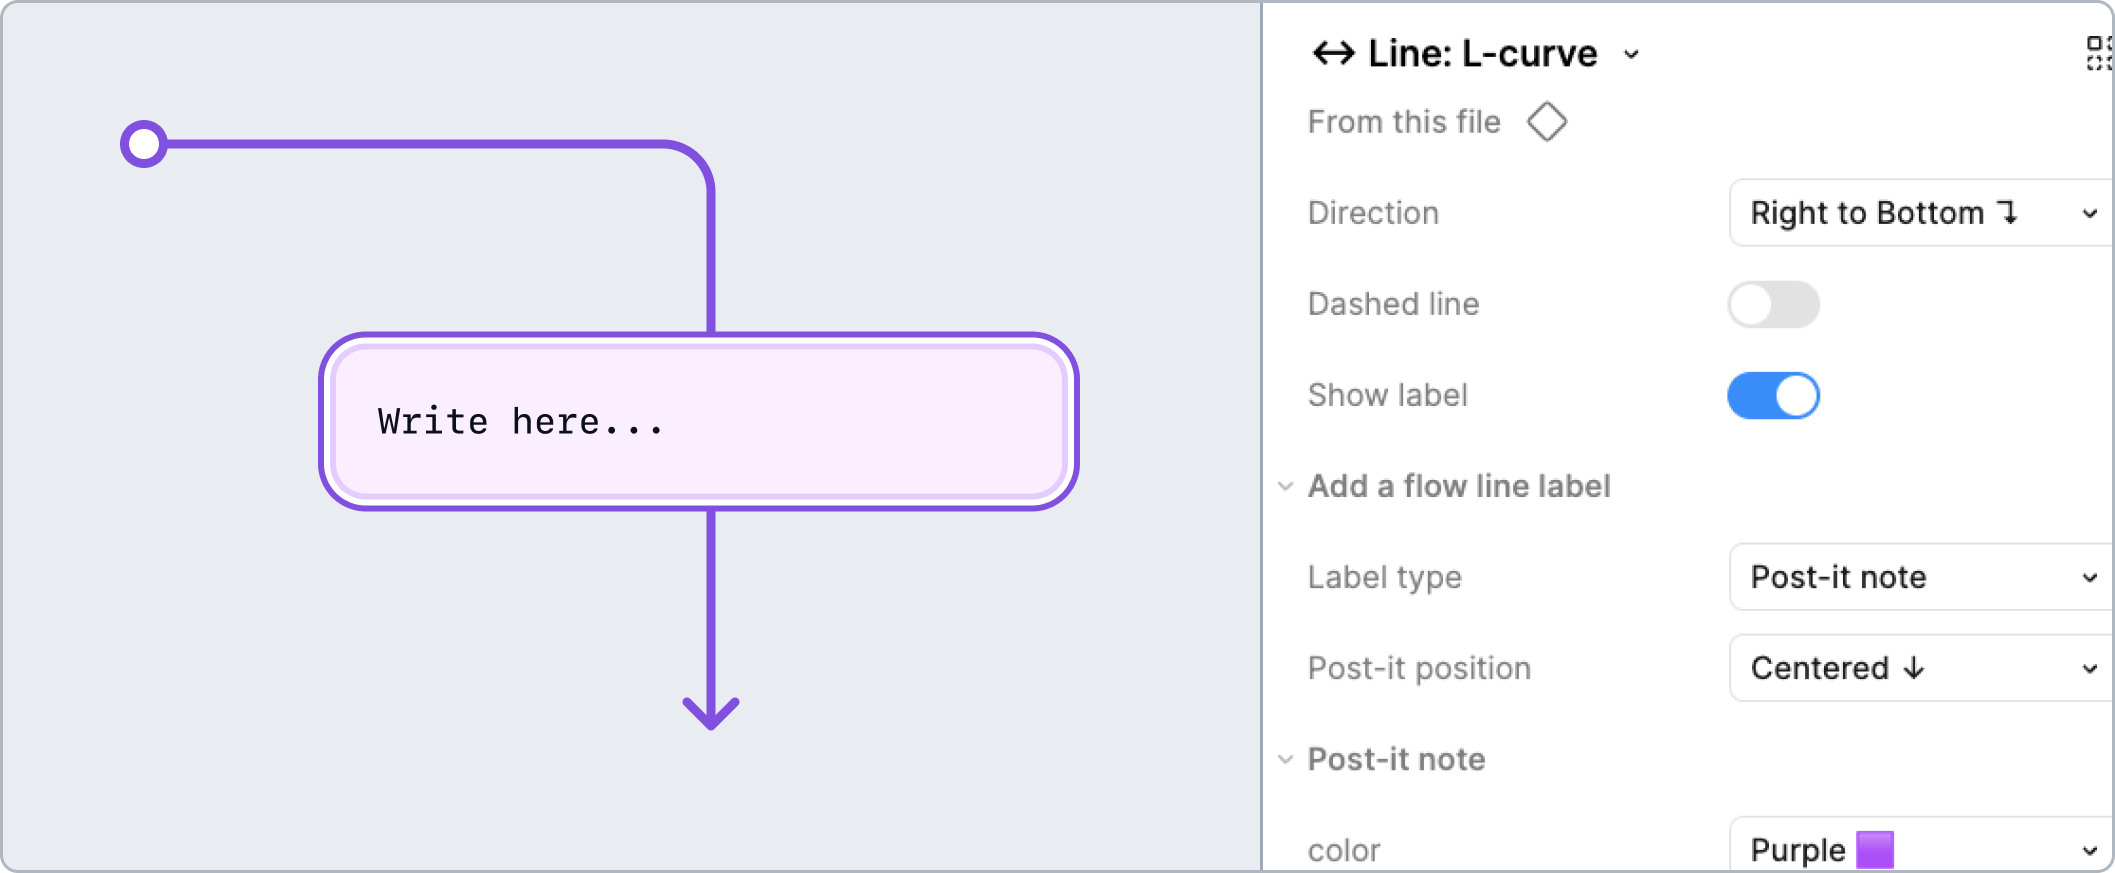 Write here...
Line: L-curve
From this file
Direction
Right to Bottom ↴
Dashed line
Show label
Add a flow line label
Label type
Post-it note
Post-it position
Centered ↓
Post-it note
color
Purple